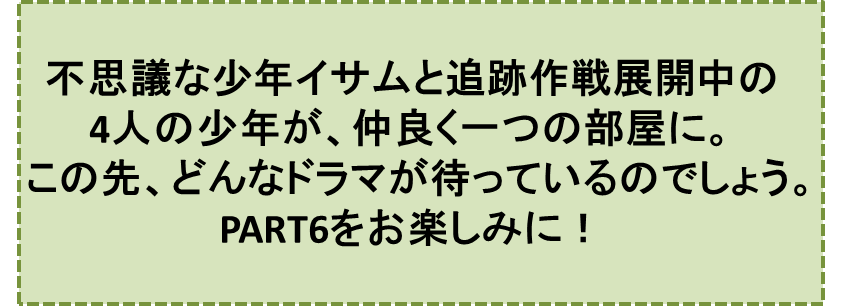 不思議な少年イサムと追跡作戦展開中の
4人の少年が、仲良く一つの部屋に。
この先、どんなドラマが待っているのでしょう。
PART6をお楽しみに！